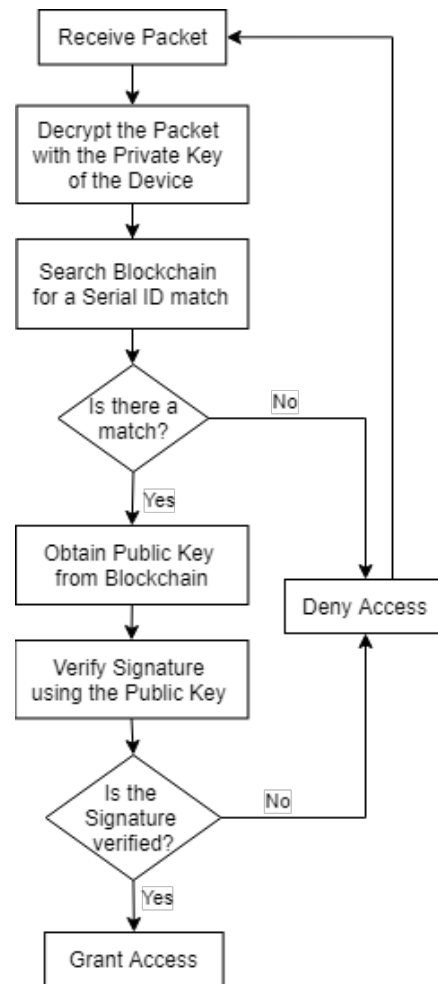 Receive Packet
Decrypt the Packet
with the Private Key
of the Device
Search Blockchain
for a Serial ID match
Is there a
match?
No
Yes
Obtain Public Key
from Blockchain
Deny Access
Verify Signature
using the Public Key
Is the
Signature
verified?
No
Yes
Grant Access